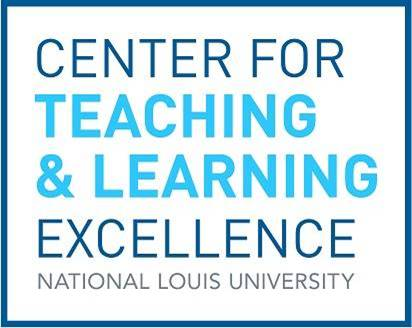 CENTER FOR
TEACHING
& LEARNING
EXCELLENCE
NATIONAL LOUIS UNIVERSITY